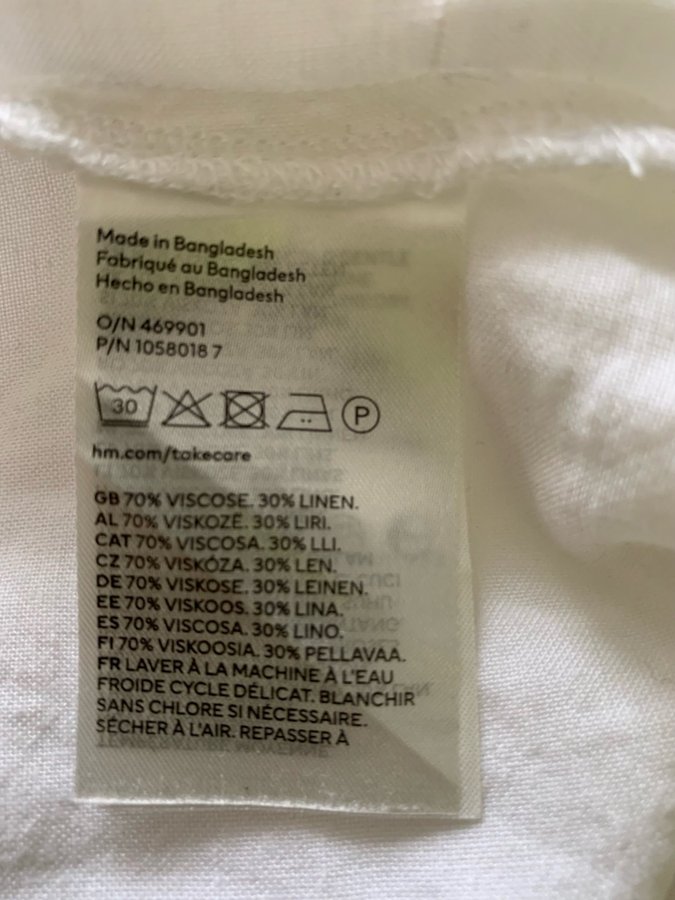 Made in Bangladesh
Fabriqué au Bangladesh
Hecho en Bangladesh
O/N 469901
P/N 1058018 7
30 P
hm.com/takecare
GB 70% VISCOSE. 30% LINEN.
AL 70% VISKOZË. 30% LIRI.
CAT 70% VISCOSA. 30% LLI.
CZ 70% VISKÓZA. 30% LEN.
DE 70% VISKOSE. 30% LEINEN.
EE 70% VISKOOS. 30% LINA.
ES 70% VISCOSA. 30% LINO.
FI 70% VISKOOSIA. 30% PELLAVAA.
FR LAVER À LA MACHINE À L'EAU
FROIDE CYCLE DÉLICAT. BLANCHIR
SANS CHLORE SI NÉCESSAIRE.
SÉCHER À L'AIR. REPASSER À